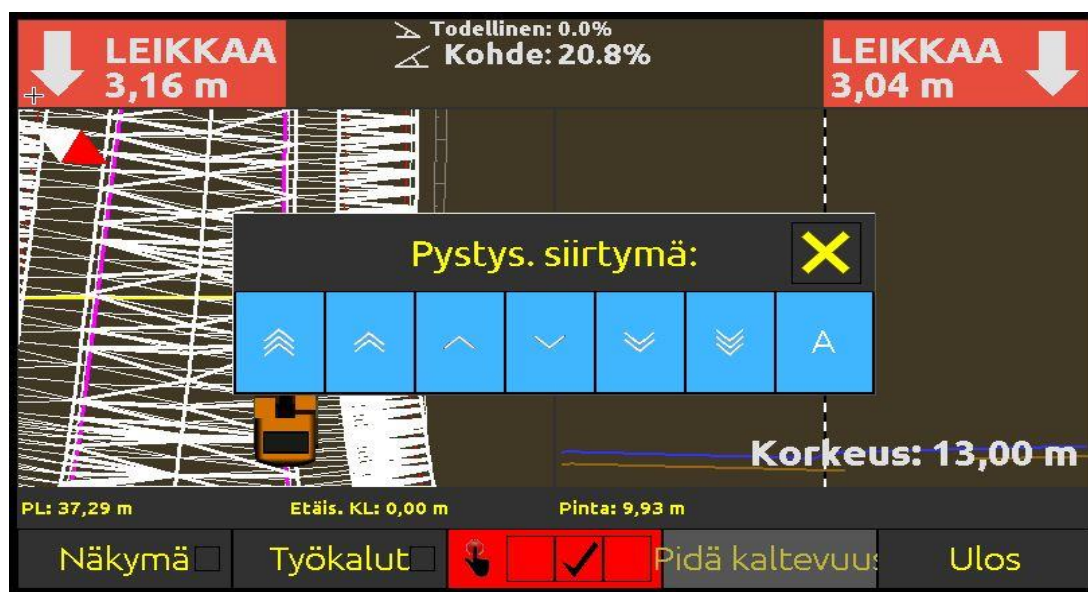 LEIKKAA
3,16 m
Todellinen: 0.0%
Kohde: 20.8%
LEIKKAA
3,04 m
Pystys. siirtymä:
A
Korkeus: 13,00 m
PL: 37,29 m Etäis. KL: 0,00 m Pinta: 9,93 m
Näkymä Työkalut Pidä kaltevuus Ulos